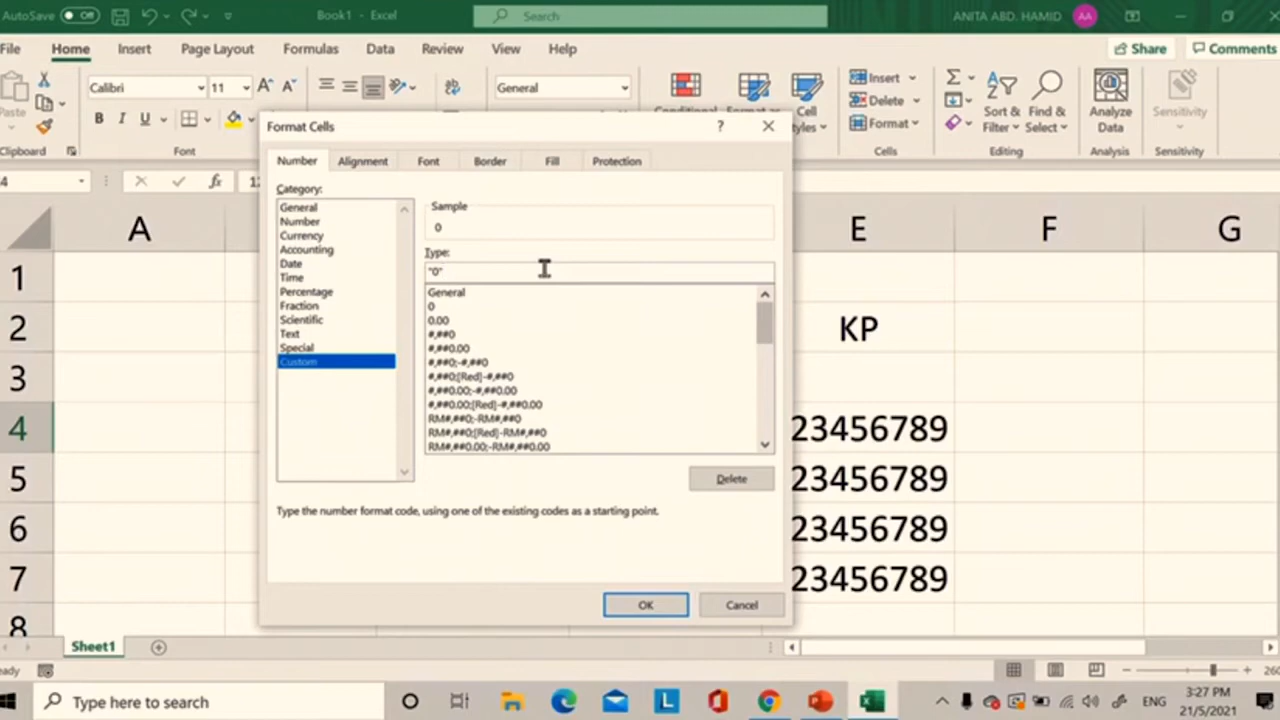 AutoSave Off Book1 - Excel Search ANITA ABD. HAMID AA
File Home Insert Page Layout Formulas Data Review View Help Share Comments
Calibri 11 General Insert Σ
Paste Delete Sort & Find & Analyze Sensitivity
B I U Format Filter Select Data
Clipboard Font Cells Editing Analysis Sensitivity
Format Cells ? ×
Number Alignment Font Border Fill Protection
fx
Category:
General
Number
Currency
Accounting
Date
Time
Percentage
Fraction
Scientific
Text
Special
Custom
Sample
0
Type:
"0"
General
0
0.00
#,##0
#,##0.00
#,##0;-#,##0
#,##0;[Red]-#,##0
#,##0.00;-#,##0.00
#,##0.00;[Red]-#,##0.00
RM#,##0;-RM#,##0
RM#,##0;[Red]-RM#,##0
RM#,##0.00;-RM#,##0.00
Delete
Type the number format code, using one of the existing codes as a starting point.
OK Cancel
A E F G
1
2 KP
3
4 23456789
5 23456789
6 23456789
7 23456789
8
Sheet1
Type here to search
ENG
3:27 PM
21/5/2021